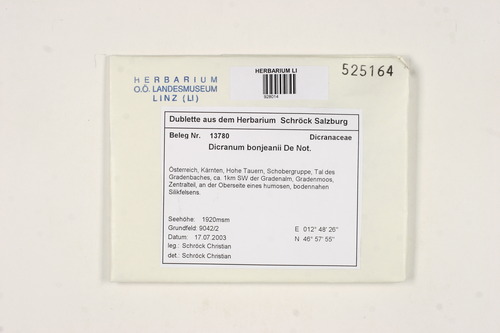 HERBARIUM
O.Ö. LANDESMUSEUM
LINZ (LI)
HERBARIUM LI
928014
525164
Dublette aus dem Herbarium Schröck Salzburg
Beleg Nr. 13780 Dicranaceae
Dicranum bonjeanii De Not.
Österreich, Kärnten, Hohe Tauern, Schobergruppe, Tal des
Gradenbaches, ca. 1km SW der Gradenalm, Gradenmoos,
Zentralteil, an der Oberseite eines humosen, bodennahen
Silikfelsens.
Seehöhe: 1920msm
Grundfeld: 9042/2 E 012° 48' 26"
Datum: 17.07.2003 N 46° 57' 55"
leg.: Schröck Christian
det.: Schröck Christian